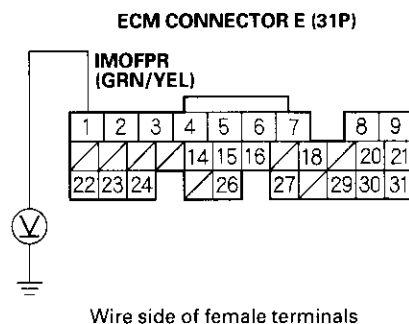 ECM CONNECTOR E (31P)
IMOFPR
(GRN/YEL)
1 2 3 4 5 6 7 8 9
14 15 16 18 20 21
22 23 24 26 27 29 30 31
V
Wire side of female terminals